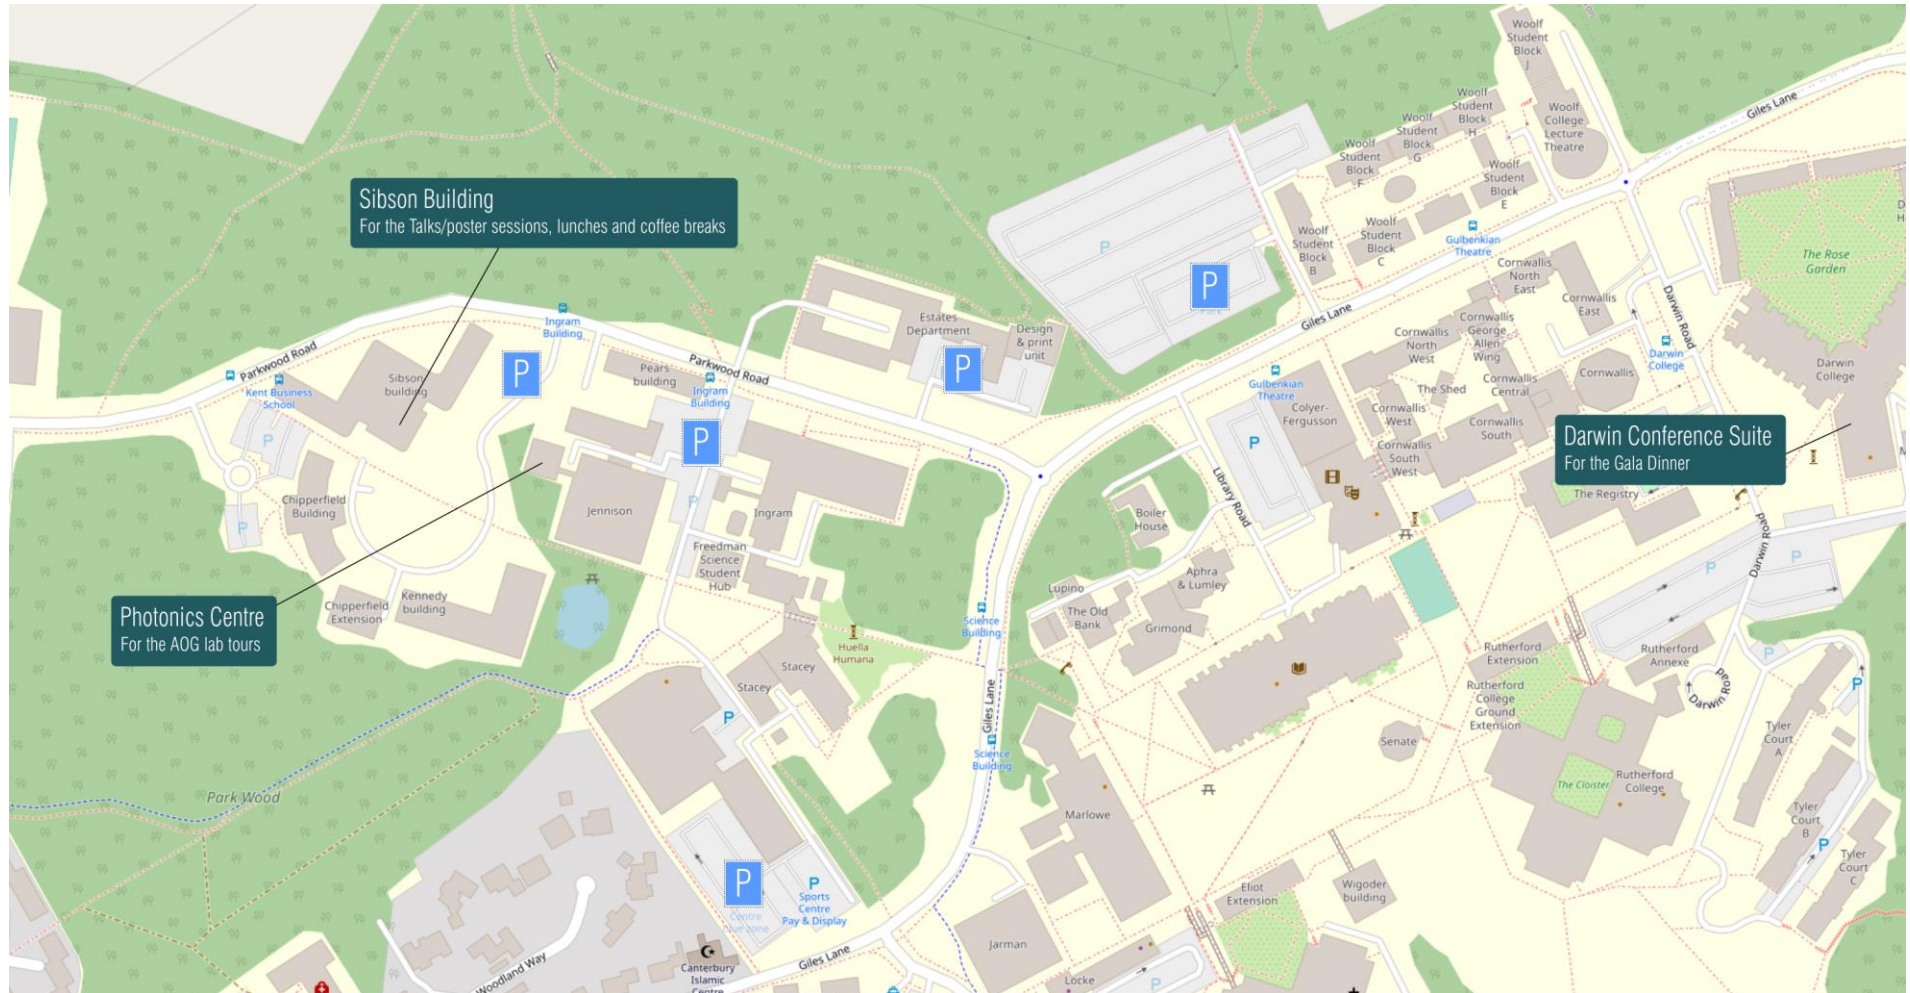 Woolf
Student
Block
J
Giles Lane
Woolf
Student
Block
H
Woolf
College
Lecture
Theatre
Woolf
Student
Block
G
Woolf
Student
Block
F
Woolf
Student
Block
E
Sibson Building
For the Talks/poster sessions, lunches and coffee breaks
Woolf
Student
Block
B
Woolf
Student
Block
C
Gulbenkian
Theatre
P
P
Giles Lane
Cornwallis
North
East
Cornwallis
East
Darwin Road
The Rose
Garden
Ingram
Building
Estates
Department
Design
& print
unit
Parkwood Road
Kent Business
School
Sibson
building
P
Pears
building
Parkwood Road
Ingram
Building
P
Gulbenkian
Theatre
Cornwallis
North
West
Cornwallis
George
Allen
Wing
Darwin
College
Darwin
College
The Shed
Cornwallis
Central
Cornwallis
Colyer-
Fergusson
Cornwallis
West
Cornwallis
South
Cornwallis
South
West
P
P
P
Darwin Conference Suite
For the Gala Dinner
The Registry
Library Road
Chipperfield
Building
P
Jennison
P
Ingram
Boiler
House
Darwin Road
P
P
Freedman
Science
Student
Hub
Photonics Centre
For the AOG lab tours
Chipperfield
Extension
Kennedy
building
Lupino
The Old
Bank
Aphra
& Lumley
Grimond
Science
Building
Huella
Humana
Stacey
Stacey
Rutherford
Extension
Rutherford
Annexe
P
P
Darwin Road
Rutherford
College
Ground
Extension
Giles Lane
P
Science
Building
Senate
Tyler
Court
A
Park Wood
The Cloister
Rutherford
College
Marlowe
Tyler
Court
B
P
Tyler
Court
C
P
P
Sports
Centre
Pay & Display
Centre
blue zone
Eliot
Extension
Wigoder
building
Jarman
Giles Lane
Woodland Way
Canterbury
Islamic
Centre
Locke
P